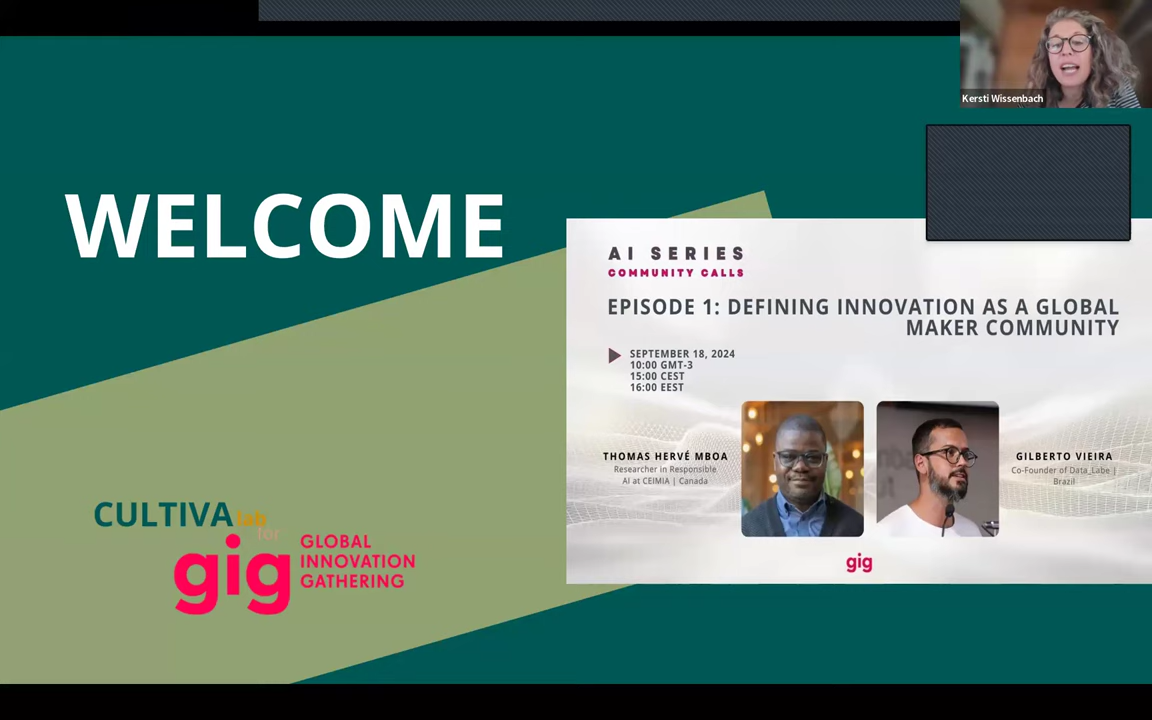 Kersti Wissenbach
WELCOME
AI SERIES
COMMUNITY CALLS
EPISODE 1: DEFINING INNOVATION AS A GLOBAL
MAKER COMMUNITY
SEPTEMBER 18, 2024
10:00 GMT-3
15:00 CEST
16:00 EEST
THOMAS HERVÉ MBOA
Researcher in Responsible
AI at CEIMIA | Canada
GILBERTO VIEIRA
Co-Founder of Data_Labe |
Brazil
gig
CULTIVA lab
for
gig GLOBAL
INNOVATION
GATHERING